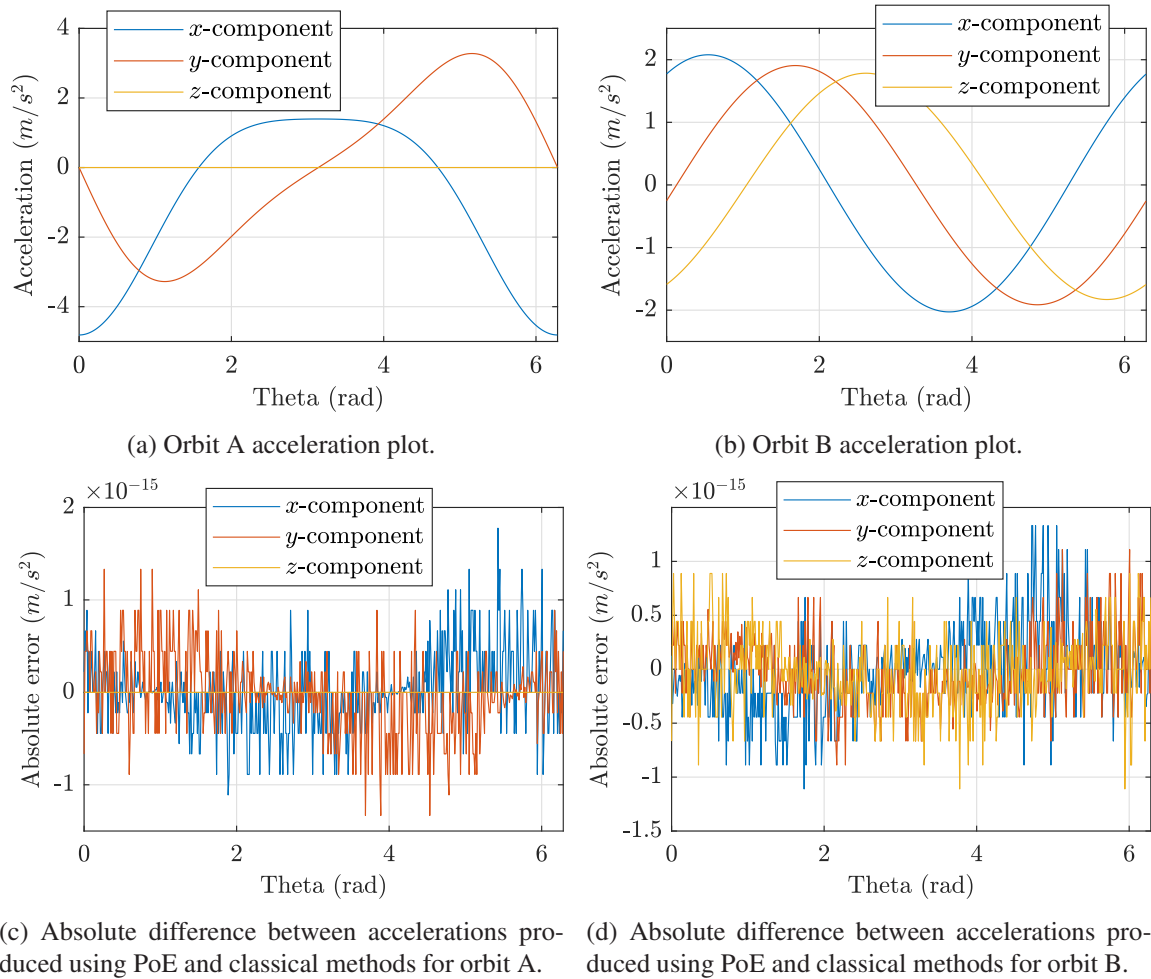 x-component
y-component
z-component
Acceleration (m/s²)
4
2
0
-2
-4
0
2
4
6
Theta (rad)
(a) Orbit A acceleration plot.
x-component
y-component
z-component
Acceleration (m/s²)
2
1
0
-1
-2
0
2
4
6
Theta (rad)
(b) Orbit B acceleration plot.
×10⁻¹⁵
x-component
y-component
z-component
Absolute error (m/s²)
2
1
0
-1
0
2
4
6
Theta (rad)
(c) Absolute difference between accelerations pro-
duced using PoE and classical methods for orbit A.
×10⁻¹⁵
x-component
y-component
z-component
Absolute error (m/s²)
1
0.5
0
-0.5
-1
-1.5
0
2
4
6
Theta (rad)
(d) Absolute difference between accelerations pro-
duced using PoE and classical methods for orbit B.